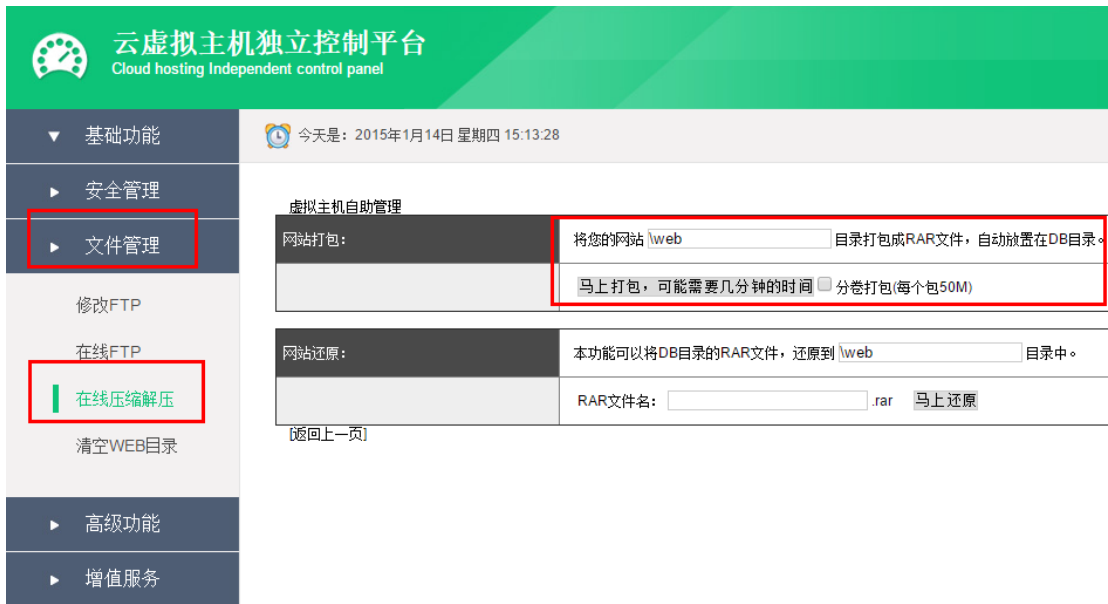 云虚拟主机独立控制平台
Cloud hosting Independent control panel
基础功能
今天是：2015年1月14日 星期四 15:13:28
安全管理
文件管理
修改FTP
在线FTP
在线压缩解压
清空WEB目录
高级功能
增值服务
虚拟主机自助管理
网站打包：
将您的网站 \web 目录打包成RAR文件，自动放置在DB目录。
马上打包，可能需要几分钟的时间 分卷打包(每个包50M)
网站还原：
本功能可以将DB目录的RAR文件，还原到 \web 目录中。
RAR文件名： .rar 马上还原
[返回上一页]